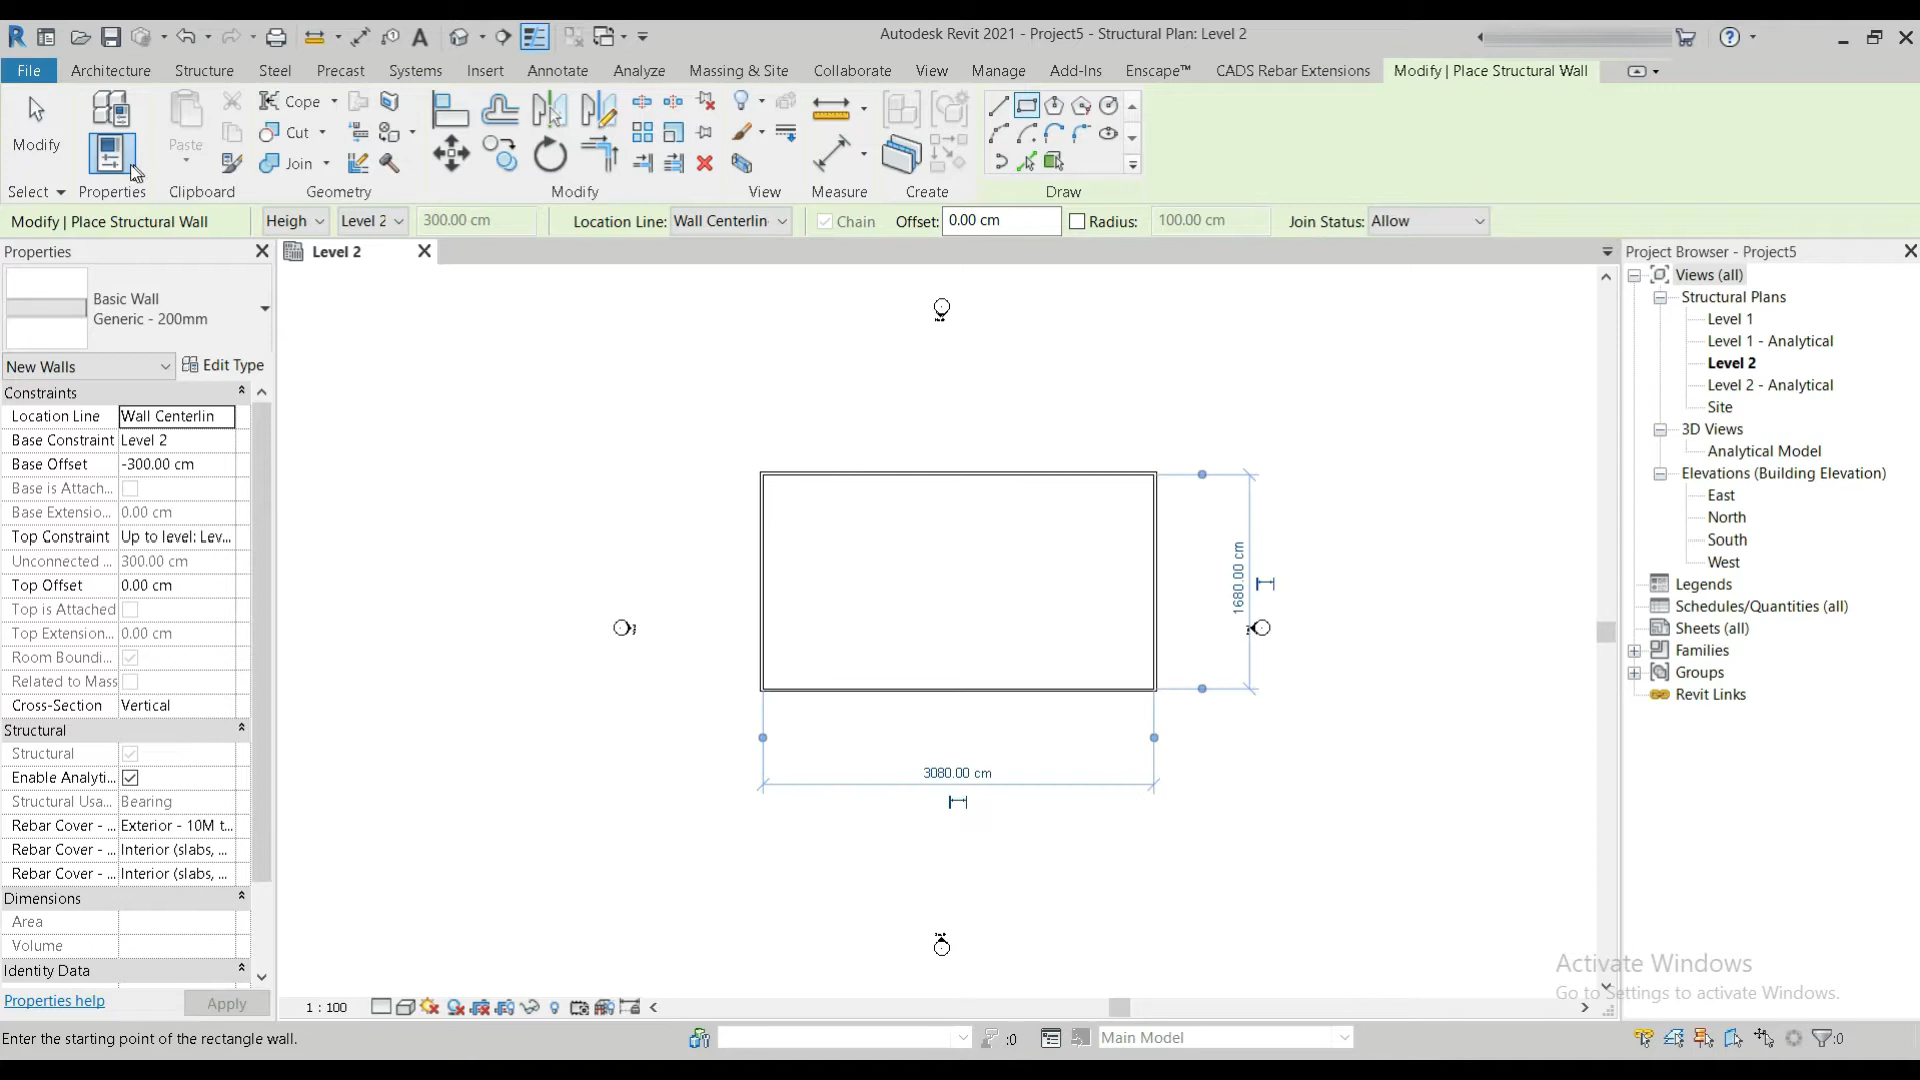 Autodesk Revit 2021 - Project5 - Structural Plan: Level 2
File Architecture Structure Steel Precast Systems Insert Annotate Analyze Massing & Site Collaborate View Manage Add-Ins Enscape™ CADS Rebar Extensions Modify | Place Structural Wall
Modify
Paste
Cope
Cut
Join
Select Properties Clipboard Geometry Modify View Measure Create Draw
Modify | Place Structural Wall Heigh Level 2 300.00 cm Location Line: Wall Centerlin Chain Offset: 0.00 cm Radius: 100.00 cm Join Status: Allow
Properties
Basic Wall
Generic - 200mm
New Walls Edit Type
Constraints
Location Line Wall Centerlin
Base Constraint Level 2
Base Offset -300.00 cm
Base is Attach...
Base Extensio... 0.00 cm
Top Constraint Up to level: Lev...
Unconnected ... 300.00 cm
Top Offset 0.00 cm
Top is Attached
Top Extension... 0.00 cm
Room Boundi...
Related to Mass
Cross-Section Vertical
Structural
Structural
Enable Analyti...
Structural Usa... Bearing
Rebar Cover - ... Exterior - 10M t...
Rebar Cover - ... Interior (slabs, ...
Rebar Cover - ... Interior (slabs, ...
Dimensions
Area
Volume
Identity Data
Properties help Apply
Level 2
1680.00 cm
3080.00 cm
1 : 100
Project Browser - Project5
Views (all)
Structural Plans
Level 1
Level 1 - Analytical
Level 2
Level 2 - Analytical
Site
3D Views
Analytical Model
Elevations (Building Elevation)
East
North
South
West
Legends
Schedules/Quantities (all)
Sheets (all)
Families
Groups
Revit Links
Activate Windows
Go to Settings to activate Windows.
Enter the starting point of the rectangle wall. :0 Main Model :0